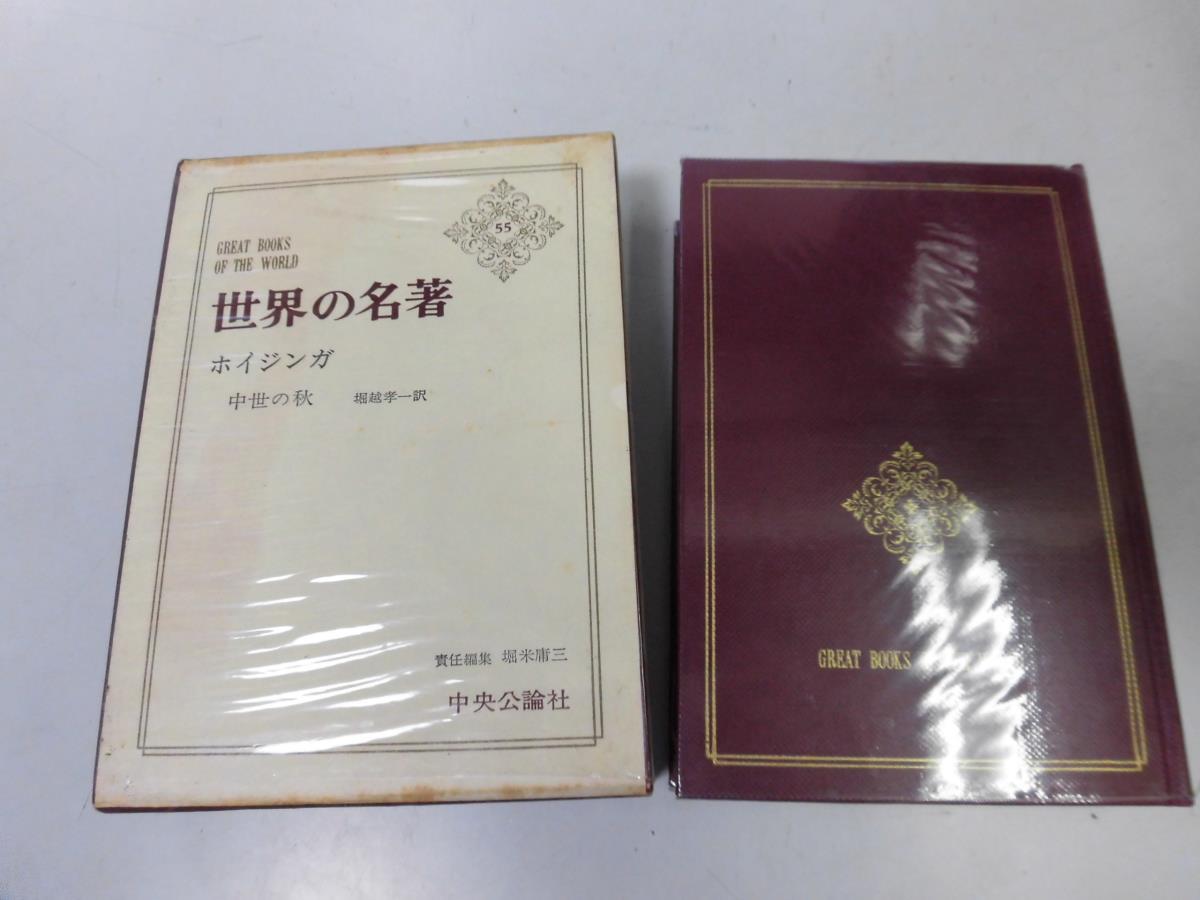 55
GREAT BOOKS
OF THE WORLD
世界の名著
ホイジンガ
中世の秋 堀越孝一訳
責任編集 堀米庸三
中央公論社
GREAT BOOKS